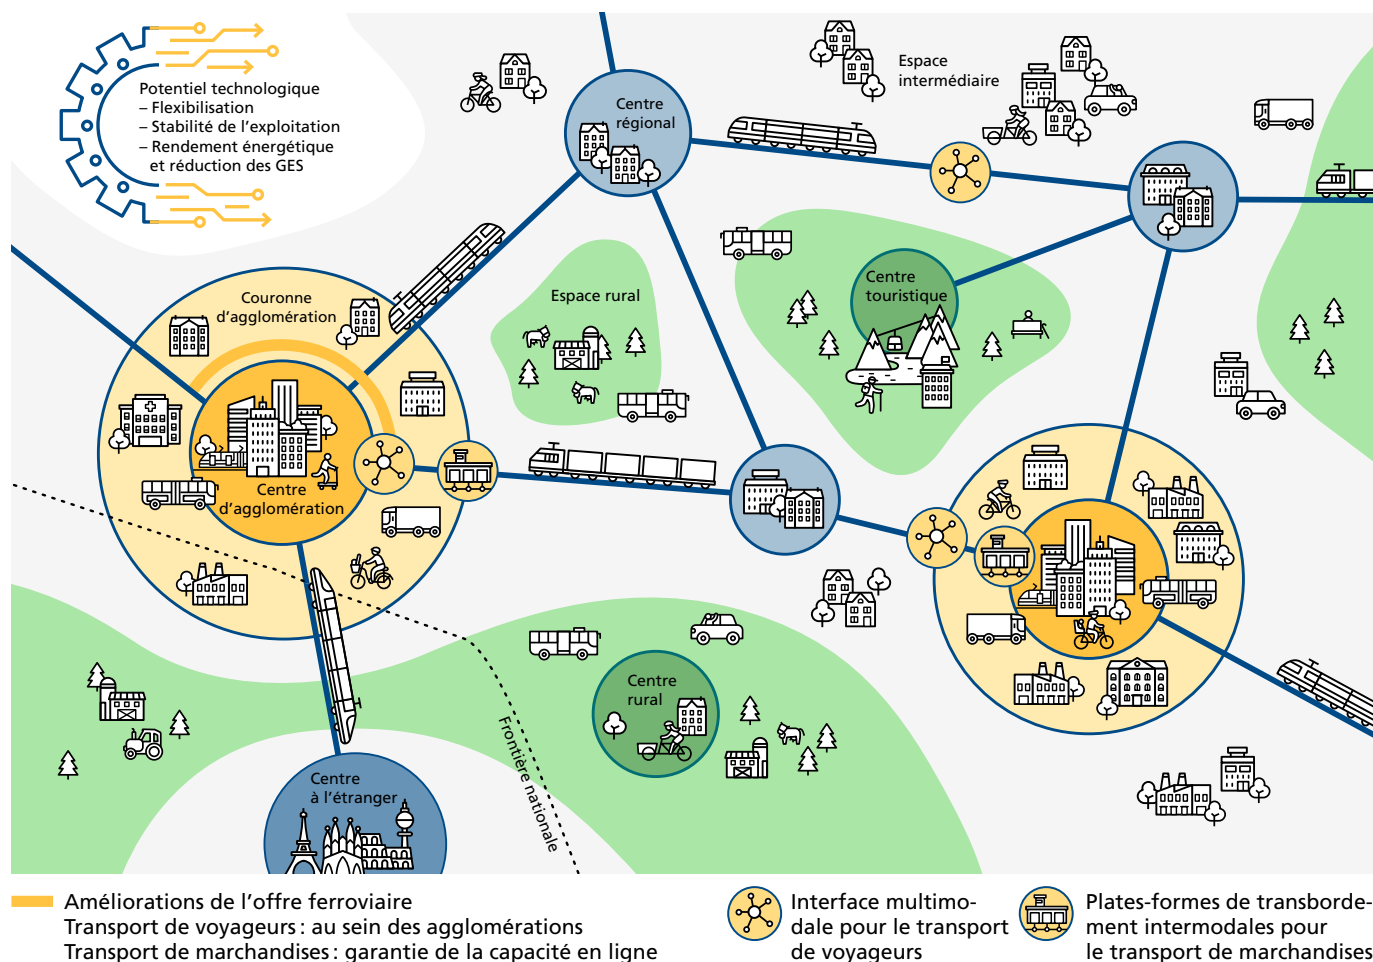 Potentiel technologique
– Flexibilisation
– Stabilité de l’exploitation
– Rendement énergétique
et réduction des GES
Centre
régional
Espace
intermédiaire
Couronne
d’agglomération
Espace rural
Centre
touristique
Centre
d’agglomération
Centre
rural
Frontière nationale
Centre
à l’étranger
Améliorations de l’offre ferroviaire
Transport de voyageurs : au sein des agglomérations
Transport de marchandises : garantie de la capacité en ligne
Interface multimo-
dale pour le transport
de voyageurs
Plates-formes de transborde-
ment intermodales pour
le transport de marchandises